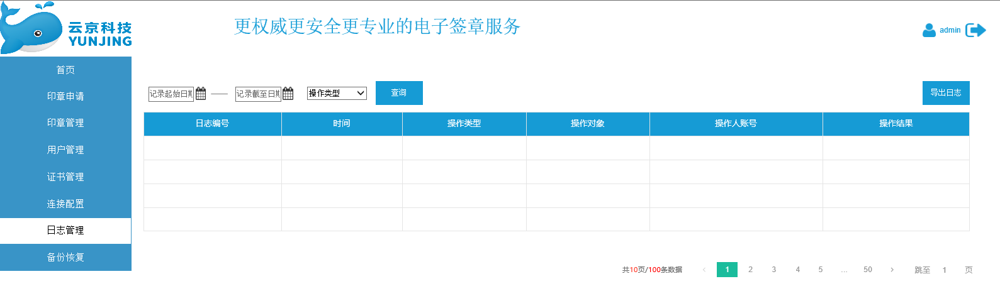 云京科技
YUNJING
更权威更安全更专业的电子签章服务
admin
首页
印章申请
印章管理
用户管理
证书管理
连接配置
日志管理
备份恢复
记录起始日期 —— 记录截至日期 操作类型 查询 导出日志
日志编号 时间 操作类型 操作对象 操作人账号 操作结果
共10页/100条数据 ‹ 1 2 3 4 5 ... 50 › 跳至 1 页